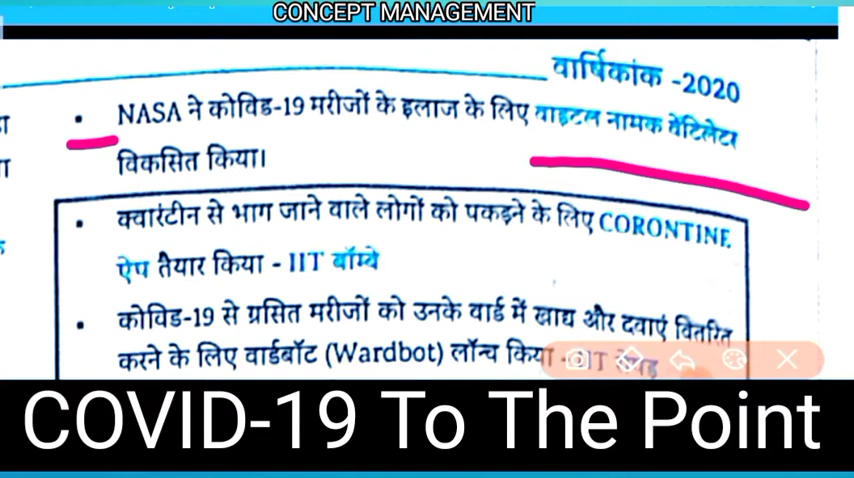 CONCEPT MANAGEMENT
वार्षिकांक -2020
• NASA ने कोविड-19 मरीजों के इलाज के लिए वाइटल नामक वेंटिलेटर
विकसित किया।
• क्वारंटीन से भाग जाने वाले लोगों को पकड़ने के लिए CORONTINE
ऐप तैयार किया - IIT बॉम्बे
• कोविड-19 से ग्रसित मरीजों को उनके वार्ड में खाद्य और दवाएं वितरित
करने के लिए वार्डबॉट (Wardbot) लॉन्च किया - IIT
COVID-19 To The Point